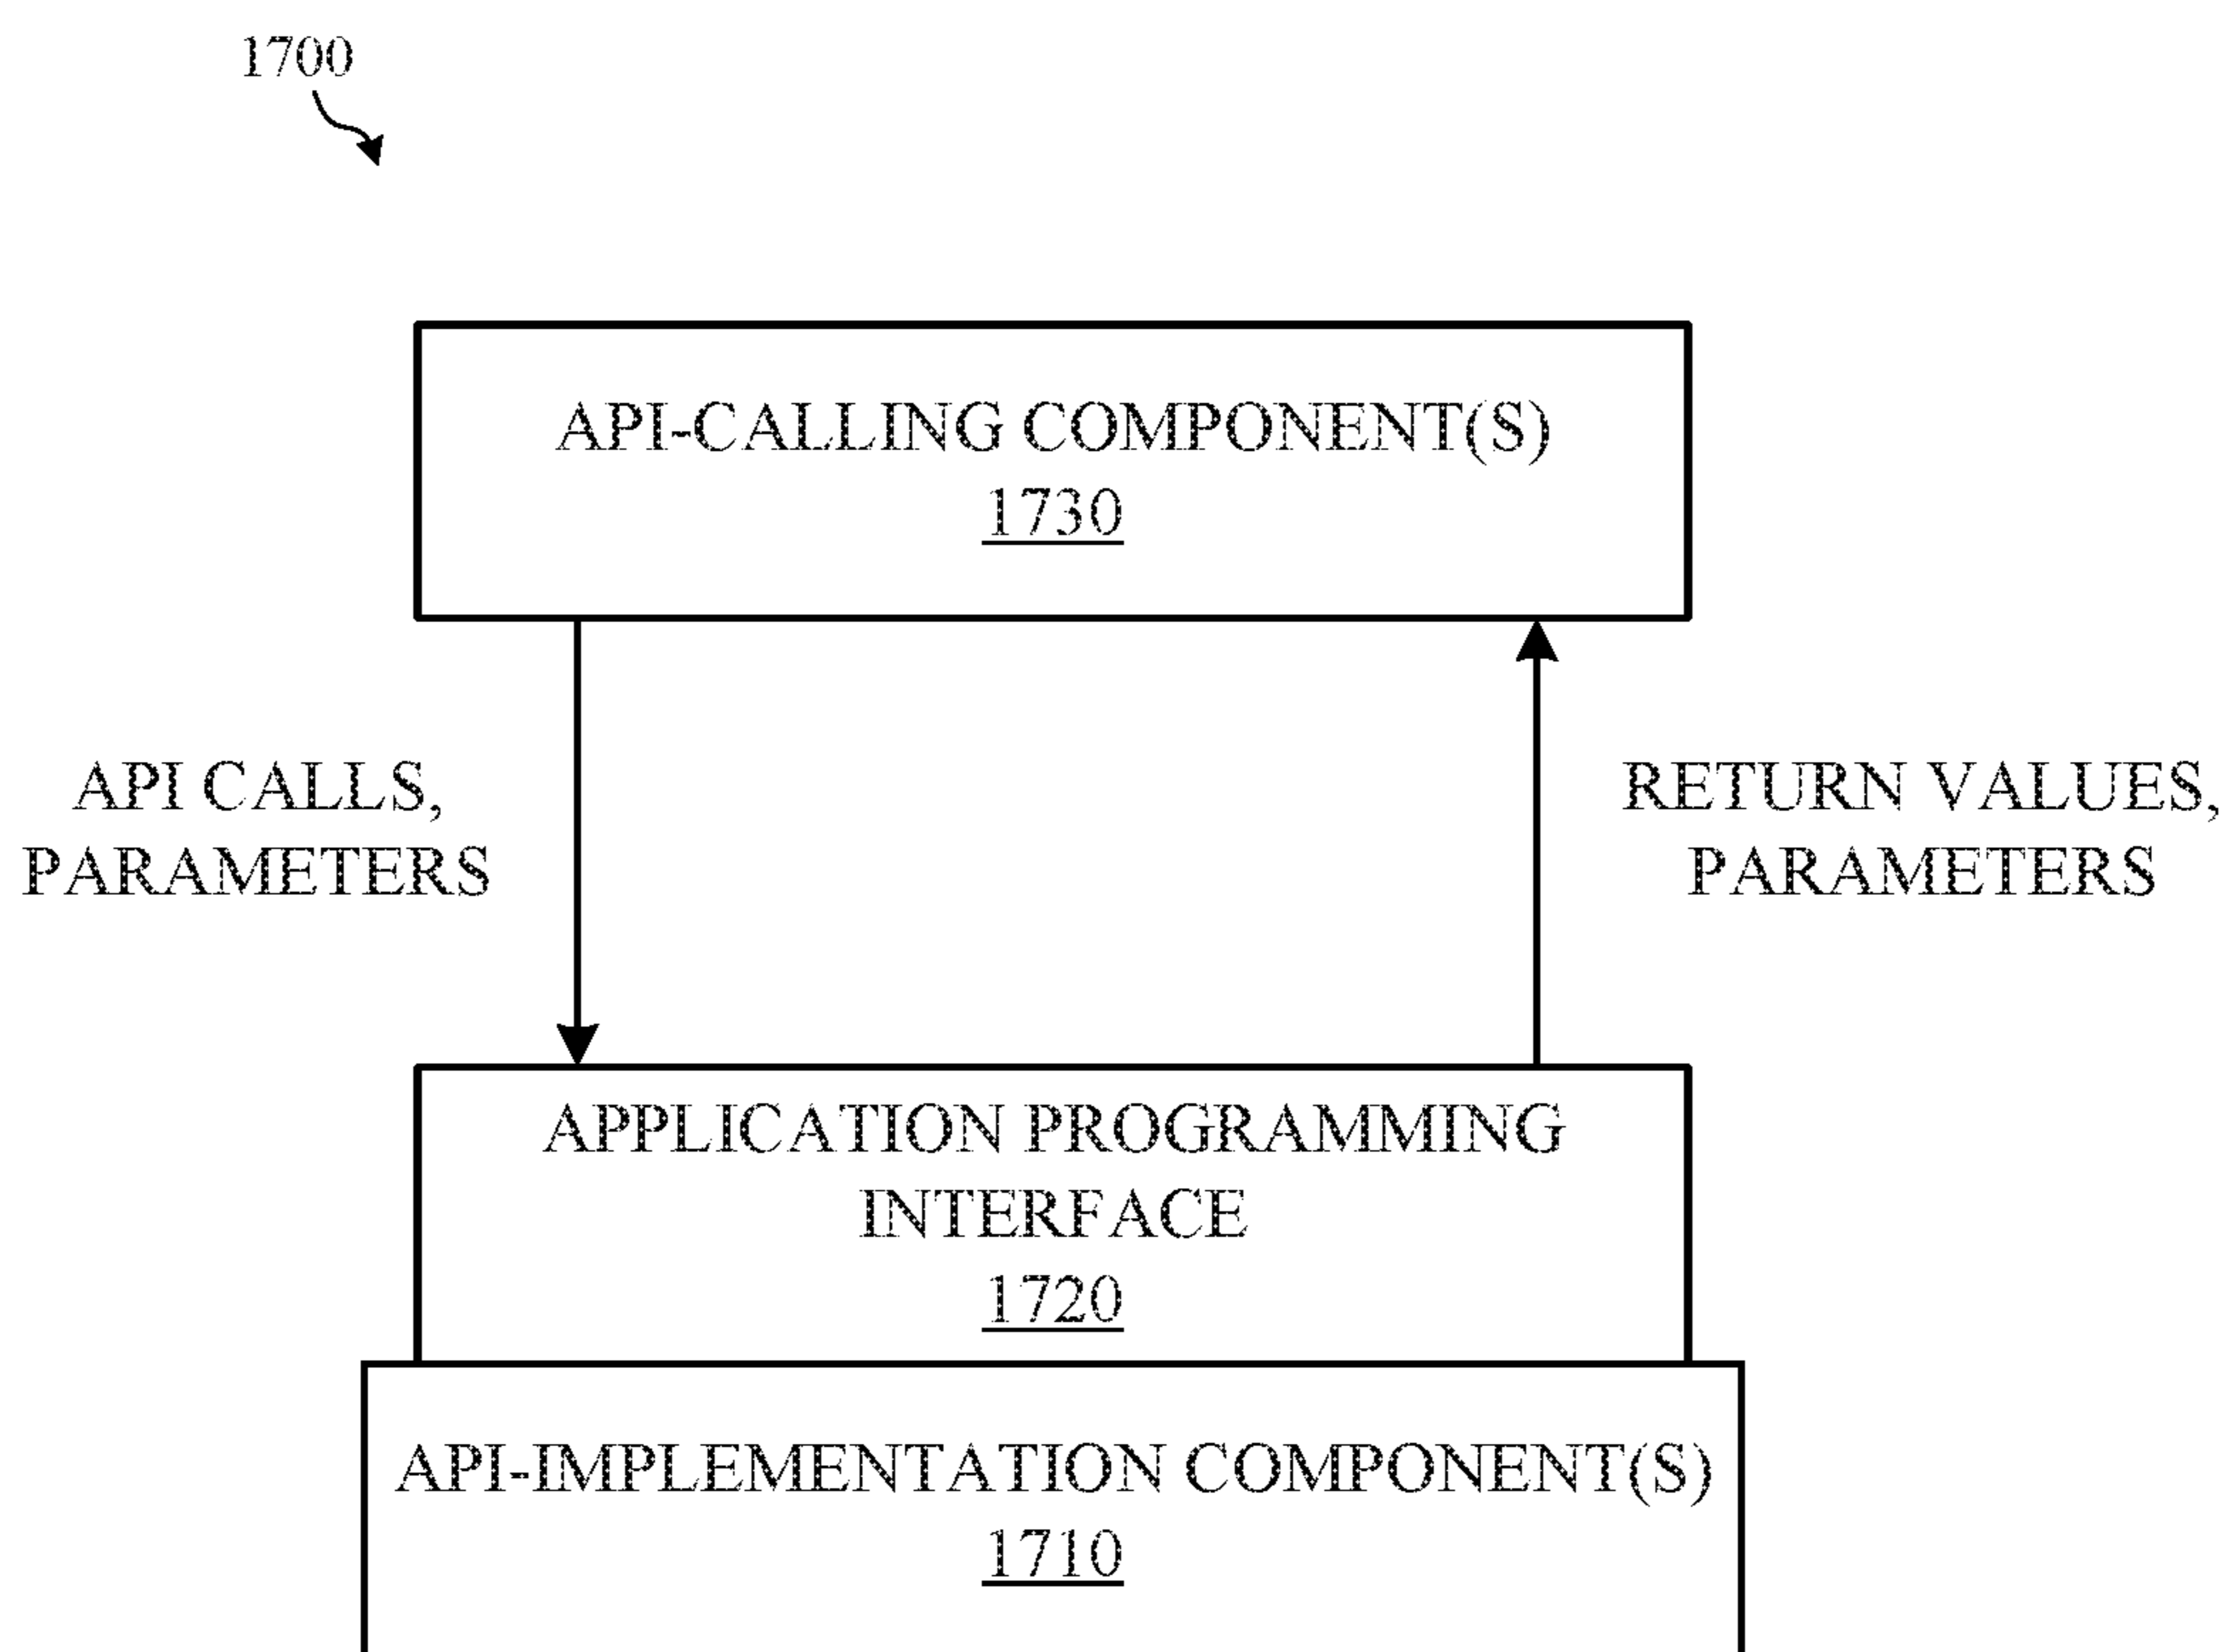 1700
API-CALLING COMPONENT(S)
1730
API CALLS,
PARAMETERS
RETURN VALUES,
PARAMETERS
APPLICATION PROGRAMMING
INTERFACE
1720
API-IMPLEMENTATION COMPONENT(S)
1710